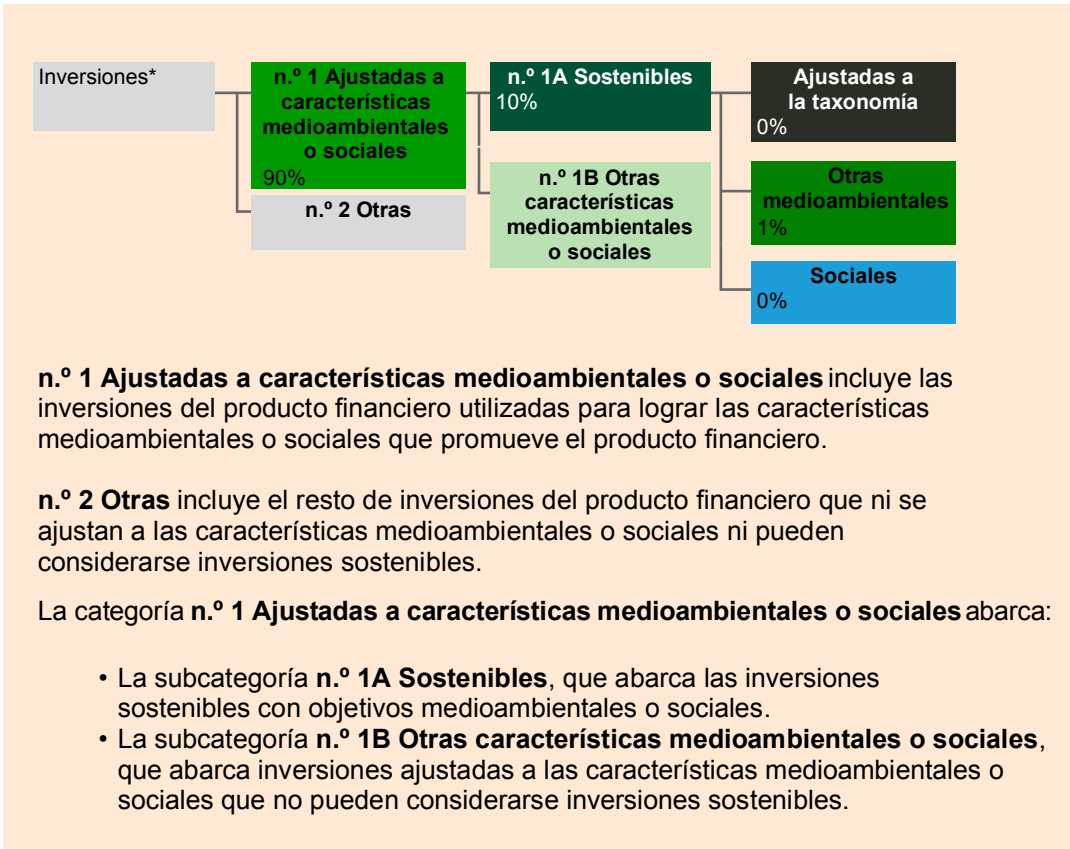 Inversiones*
n.º 1 Ajustadas a
características
medioambientales
o sociales
90%
n.º 2 Otras
n.º 1A Sostenibles
10%
n.º 1B Otras
características
medioambientales
o sociales
Ajustadas a
la taxonomía
0%
Otras
medioambientales
1%
Sociales
0%
n.º 1 Ajustadas a características medioambientales o sociales incluye las
inversiones del producto financiero utilizadas para lograr las características
medioambientales o sociales que promueve el producto financiero.
n.º 2 Otras incluye el resto de inversiones del producto financiero que ni se
ajustan a las características medioambientales o sociales ni pueden
considerarse inversiones sostenibles.
La categoría n.º 1 Ajustadas a características medioambientales o sociales abarca:
• La subcategoría n.º 1A Sostenibles, que abarca las inversiones
sostenibles con objetivos medioambientales o sociales.
• La subcategoría n.º 1B Otras características medioambientales o sociales,
que abarca inversiones ajustadas a las características medioambientales o
sociales que no pueden considerarse inversiones sostenibles.